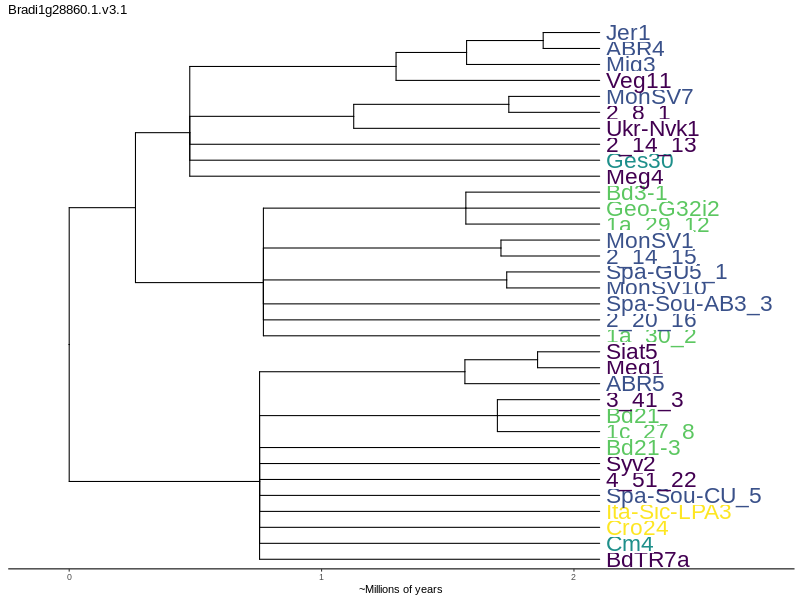 Bradi1g28860.1.v3.1
Jer1
ABR4
Mig3
Veg11
MonSV7
2_8_1
Ukr-Nvk1
2_14_13
Ges30
Meg4
Bd3-1
Geo-G32i2
1a_29_12
MonSV1
2_14_15
Spa-GU5_1
MonSV10
Spa-Sou-AB3_3
2_20_16
1a_30_2
Siat5
Meg1
ABR5
3_41_3
Bd21
1c_27_8
Bd21-3
Syv2
4_51_22
Spa-Sou-CU_5
Ita-Sic-LPA3
Cro24
Cm4
BdTR7a
0 1 2
~Millions of years